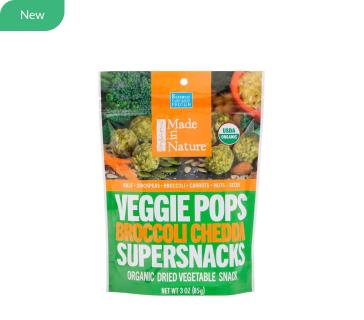 New
Made
in
Nature
USDA
ORGANIC
KALE • CHICKPEAS • BROCCOLI • CARROTS • NUTS • SEEDS
VEGGIE POPS
BROCCOLI CHEDDA
SUPERSNACKS
ORGANIC DRIED VEGETABLE SNACK
NET WT 3 OZ (85g)